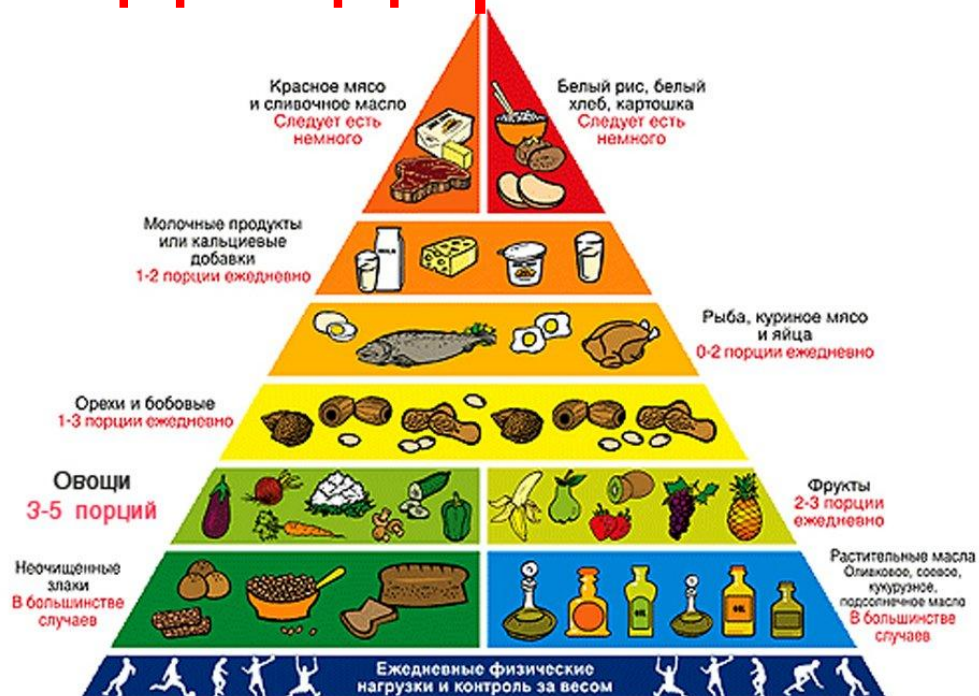 Красное мясо
и сливочное масло
Следует есть
немного
Белый рис, белый
хлеб, картошка
Следует есть
немного
Молочные продукты
или кальциевые
добавки
1-2 порции ежедневно
MILK
Рыба, куриное мясо
и яйца
0-2 порции ежедневно
Орехи и бобовые
1-3 порции ежедневно
Овощи
3-5 порций
Фрукты
2-3 порции
ежедневно
Неочищенные
злаки
В большинстве
случаев
Растительные масла
Оливковое, соевое,
кукурузное,
подсолнечное масло
В большинстве
случаев
OIL
OIL
Ежедневные физические
нагрузки и контроль за весом